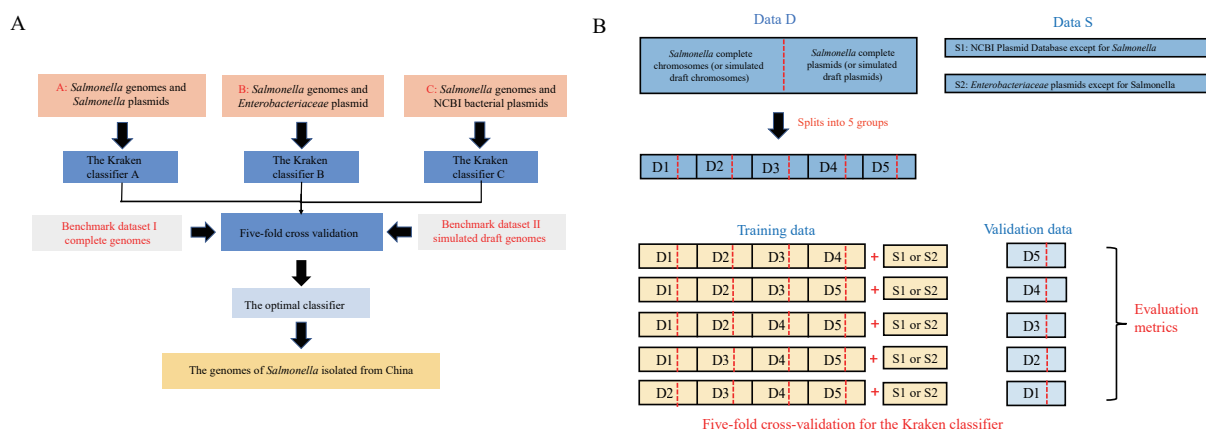 A
A: Salmonella genomes and
Salmonella plasmids
B: Salmonella genomes and
Enterobacteriaceae plasmid
C: Salmonella genomes and
NCBI bacterial plasmids
The Kraken
classifier A
The Kraken
classifier B
The Kraken
classifier C
Benchmark dataset I
complete genomes
Five-fold cross validation
Benchmark dataset II
simulated draft genomes
The optimal classifier
The genomes of Salmonella isolated from China
B
Data D
Data S
Salmonella complete
chromosomes (or simulated
draft chromosomes)
Salmonella complete
plasmids (or simulated
draft plasmids)
S1: NCBI Plasmid Database except for Salmonella
S2: Enterobacteriaceae plasmids except for Salmonella
Splits into 5 groups
D1 D2 D3 D4 D5
Training data
Validation data
D1 D2 D3 D4 + S1 or S2 D5
D1 D2 D3 D5 + S1 or S2 D4
D1 D2 D4 D5 + S1 or S2 D3
D1 D3 D4 D5 + S1 or S2 D2
D2 D3 D4 D5 + S1 or S2 D1
Evaluation
metrics
Five-fold cross-validation for the Kraken classifier